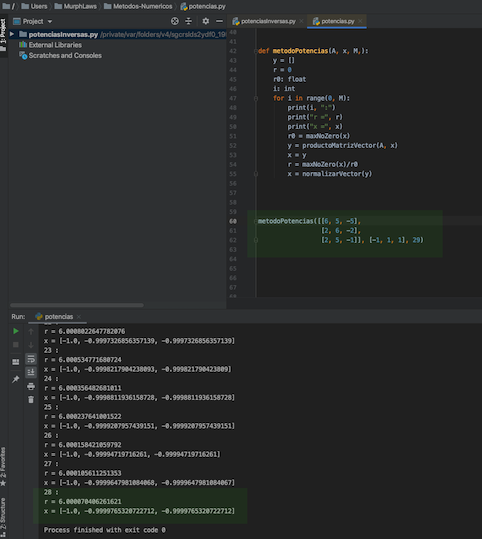 / Users MurphLaws Metodos-Numericos potencias.py
1: Project
Project
potenciasInversas.py
potencias.py
potenciasInversas.py /private/var/folders/v4/sgcrslds2ydf0_19
External Libraries
Scratches and Consoles
40
41
42 def metodoPotencias(A, x, M,):
43 y = []
44 r = 0
45 r0: float
46 i: int
47 for i in range(0, M):
48 print(i, ":")
49 print("r =", r)
50 print("x =", x)
51 r0 = maxNoZero(x)
52 y = productoMatrizVector(A, x)
53 x = y
54 r = maxNoZero(x)/r0
55 x = normalizarVector(y)
56
57
58
59
60 metodoPotencias([[6, 5, -5],
61 [2, 6, -2],
62 [2, 5, -1]], [-1, 1, 1], 29)
63
64
65
66
67
68
Run: potencias
r = 6.0008022647782076
x = [-1.0, -0.9997326856357139, -0.9997326856357139]
23 :
r = 6.000534771680724
x = [-1.0, -0.9998217904238093, -0.999821790423809]
24 :
r = 6.000356482681011
x = [-1.0, -0.9998811936158728, -0.9998811936158728]
25 :
r = 6.000237641001522
x = [-1.0, -0.9999207957439151, -0.9999207957439151]
26 :
r = 6.000158421059792
x = [-1.0, -0.99994719716261, -0.99994719716261]
27 :
r = 6.000105611251353
x = [-1.0, -0.9999647981084068, -0.9999647981084067]
28 :
r = 6.000070406261621
x = [-1.0, -0.9999765320722712, -0.9999765320722712]
Process finished with exit code 0
2: Favorites
Z: Structure